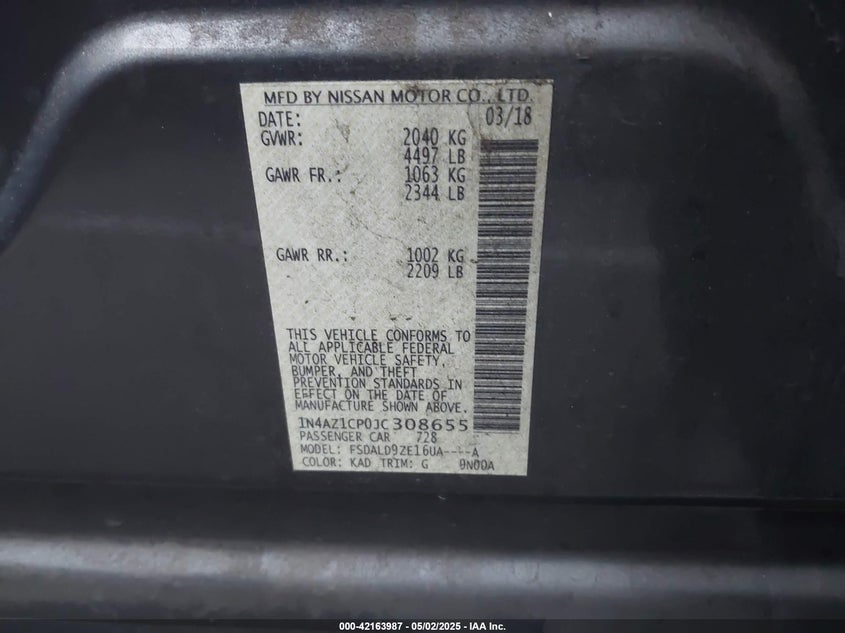 MFD BY NISSAN MOTOR CO., LTD.
DATE: 03/18
GVWR: 2040 KG
4497 LB
GAWR FR.: 1063 KG
2344 LB
GAWR RR.: 1002 KG
2209 LB
THIS VEHICLE CONFORMS TO
ALL APPLICABLE FEDERAL
MOTOR VEHICLE SAFETY,
BUMPER, AND THEFT
PREVENTION STANDARDS IN
EFFECT ON THE DATE OF
MANUFACTURE SHOWN ABOVE.
1N4AZ1CP0JC308655
PASSENGER CAR 728
MODEL: FSDALD9ZE16UA----A
COLOR: KAD TRIM: G 0N00A
000-42163987 - 05/02/2025 - IAA Inc.